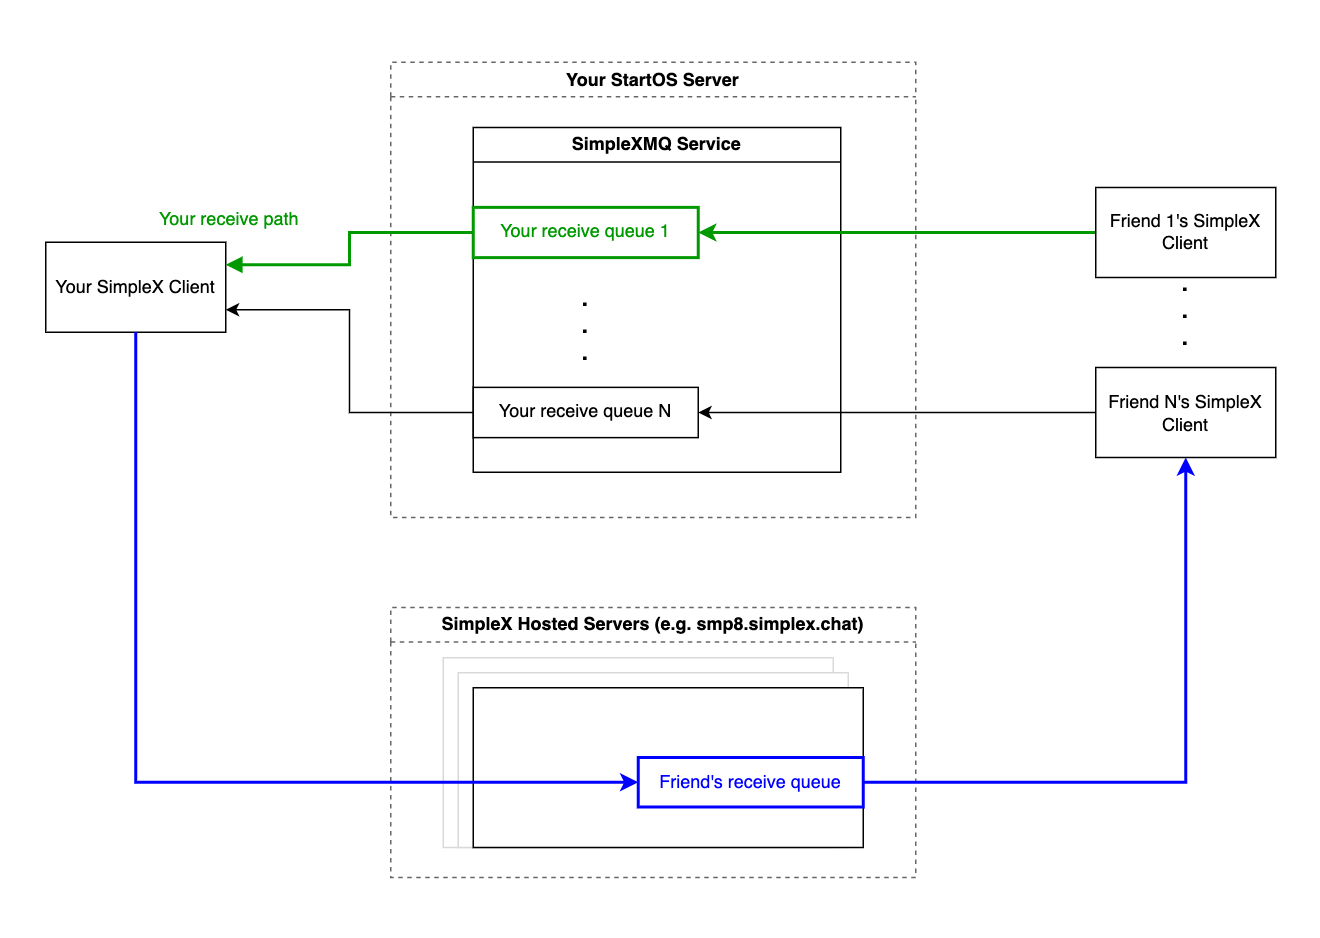 Your StartOS Server
SimpleXMQ Service
Your receive path
Your receive queue 1
Friend 1's SimpleX
Client
Your SimpleX Client
.
.
.
.
.
.
Your receive queue N
Friend N's SimpleX
Client
SimpleX Hosted Servers (e.g. smp8.simplex.chat)
Friend's receive queue